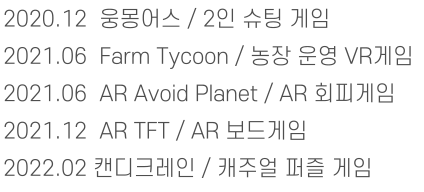 2020.12 웅몽어스 / 2인 슈팅 게임
2021.06 Farm Tycoon / 농장 운영 VR게임
2021.06 AR Avoid Planet / AR 회피게임
2021.12 AR TFT / AR 보드게임
2022.02 캔디크레인 / 캐주얼 퍼즐 게임